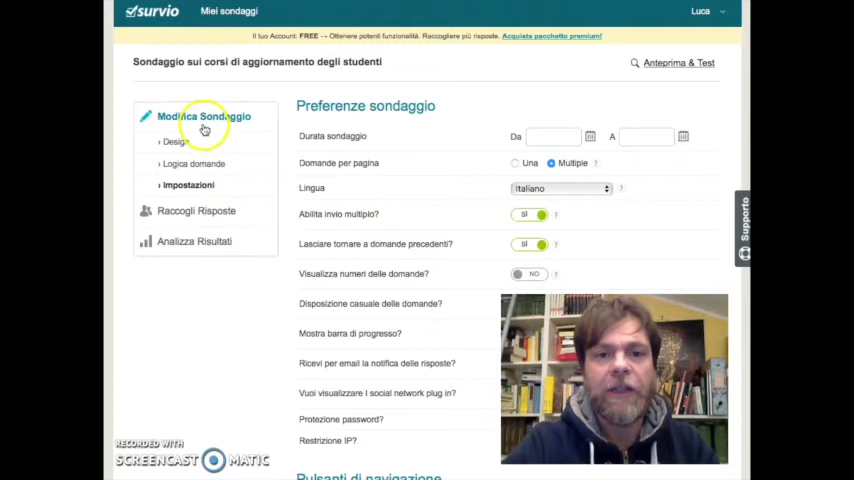 survio
Miei sondaggi
Luca
Il tuo Account: FREE → Ottenere potenti funzionalità. Raccogliere più risposte. Acquista pacchetto premium!
Sondaggio sui corsi di aggiornamento degli studenti
Anteprima & Test
Modifica Sondaggio
› Design
› Logica domande
› Impostazioni
Raccogli Risposte
Analizza Risultati
Preferenze sondaggio
Durata sondaggio
Da
A
Domande per pagina
Una
Multiple
?
Lingua
Italiano
?
Abilita invio multiplo?
SÌ
?
Lasciare tornare a domande precedenti?
SÌ
?
Visualizza numeri delle domande?
NO
?
Disposizione casuale delle domande?
Mostra barra di progresso?
Ricevi per email la notifica delle risposte?
Vuoi visualizzare I social network plug in?
Protezione password?
Restrizione IP?
Pulsanti di navigazione
Supporto
RECORDED WITH
SCREENCAST MATIC